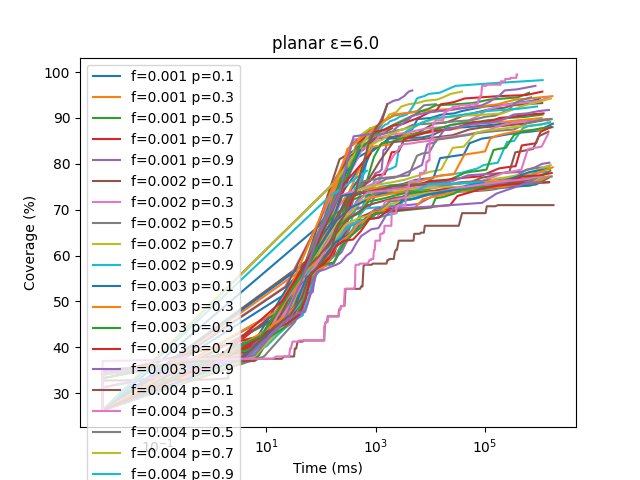 planar ε=6.0
Coverage (%)
100
90
80
70
60
50
40
30
f=0.001 p=0.1
f=0.001 p=0.3
f=0.001 p=0.5
f=0.001 p=0.7
f=0.001 p=0.9
f=0.002 p=0.1
f=0.002 p=0.3
f=0.002 p=0.5
f=0.002 p=0.7
f=0.002 p=0.9
f=0.003 p=0.1
f=0.003 p=0.3
f=0.003 p=0.5
f=0.003 p=0.7
f=0.003 p=0.9
f=0.004 p=0.1
f=0.004 p=0.3
f=0.004 p=0.5
f=0.004 p=0.7
f=0.004 p=0.9
10⁻¹ 10¹ 10³ 10⁵
Time (ms)